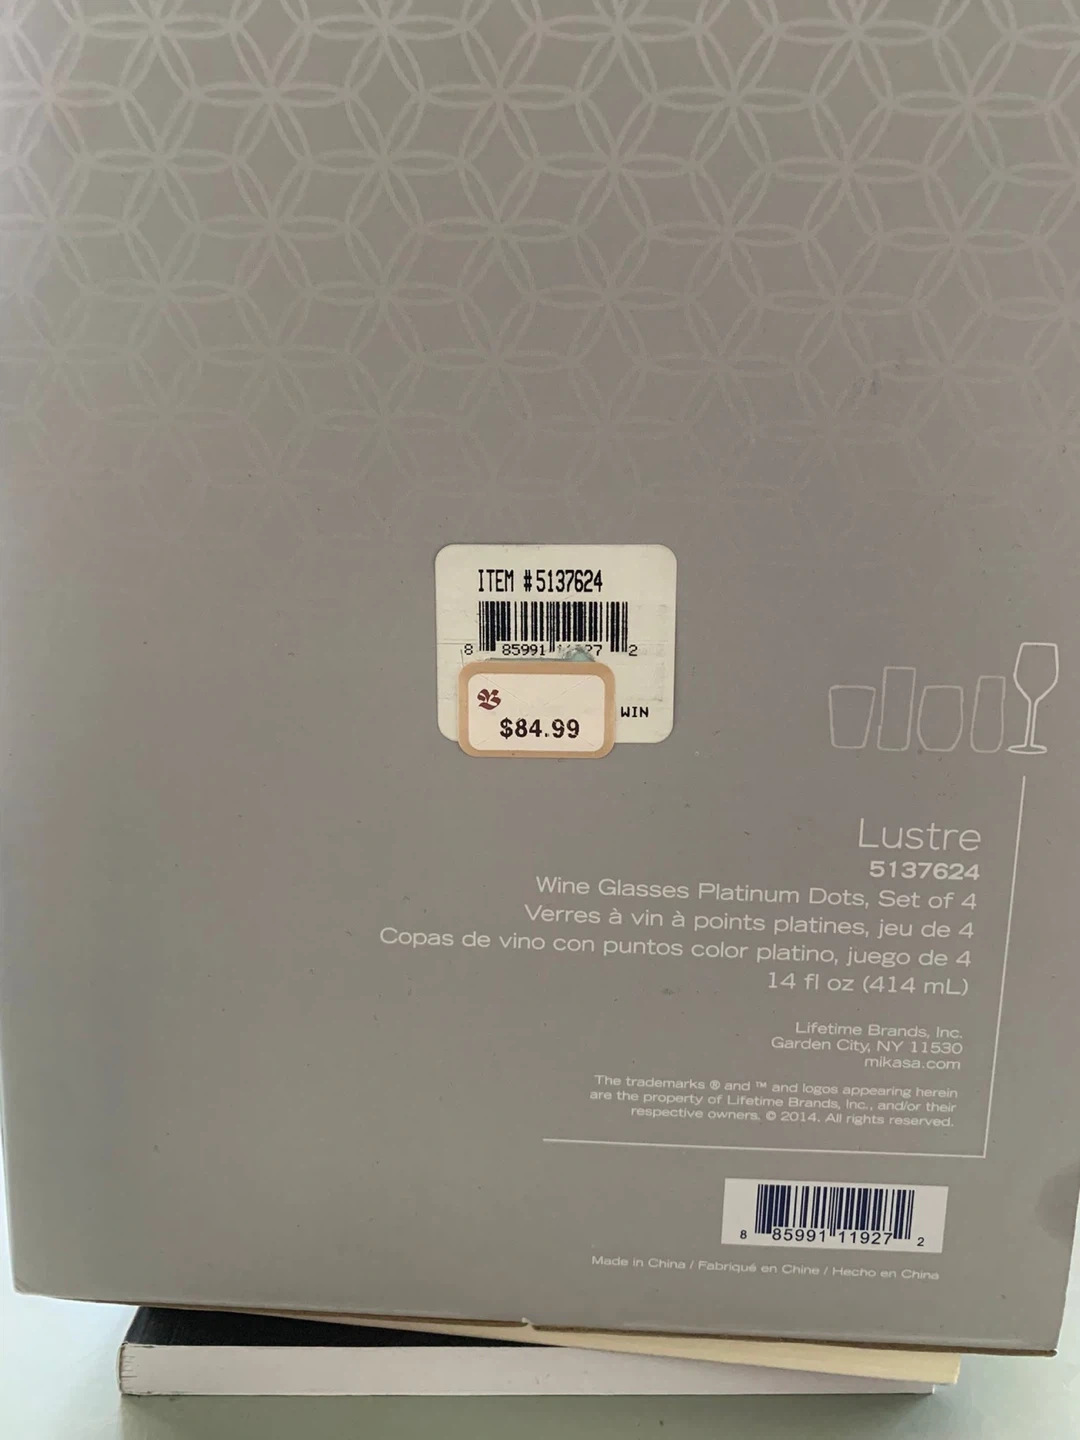 ITEM #5137624
8 85991 27 2
WIN
$84.99
Lustre
5137624
Wine Glasses Platinum Dots, Set of 4
Verres à vin à points platines, jeu de 4
Copas de vino con puntos color platino, juego de 4
14 fl oz (414 mL)
Lifetime Brands, Inc.
Garden City, NY 11530
mikasa.com
The trademarks ® and ™ and logos appearing herein
are the property of Lifetime Brands, Inc., and/or their
respective owners. © 2014. All rights reserved.
8 85991 11927 2
Made in China / Fabriqué en Chine / Hecho en China